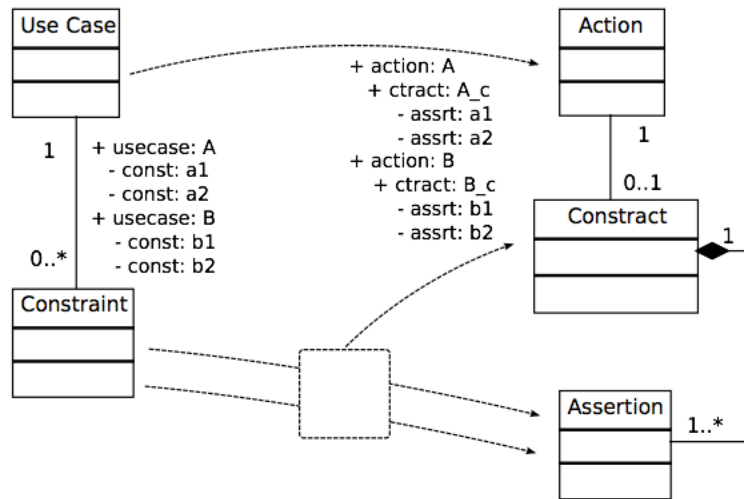 Use Case
1
+ usecase: A
- const: a1
- const: a2
+ usecase: B
- const: b1
- const: b2
0..*
Constraint
+ action: A
+ ctract: A_c
- assrt: a1
- assrt: a2
+ action: B
+ ctract: B_c
- assrt: b1
- assrt: b2
Action
1
0..1
Constract
1
Assertion
1..*